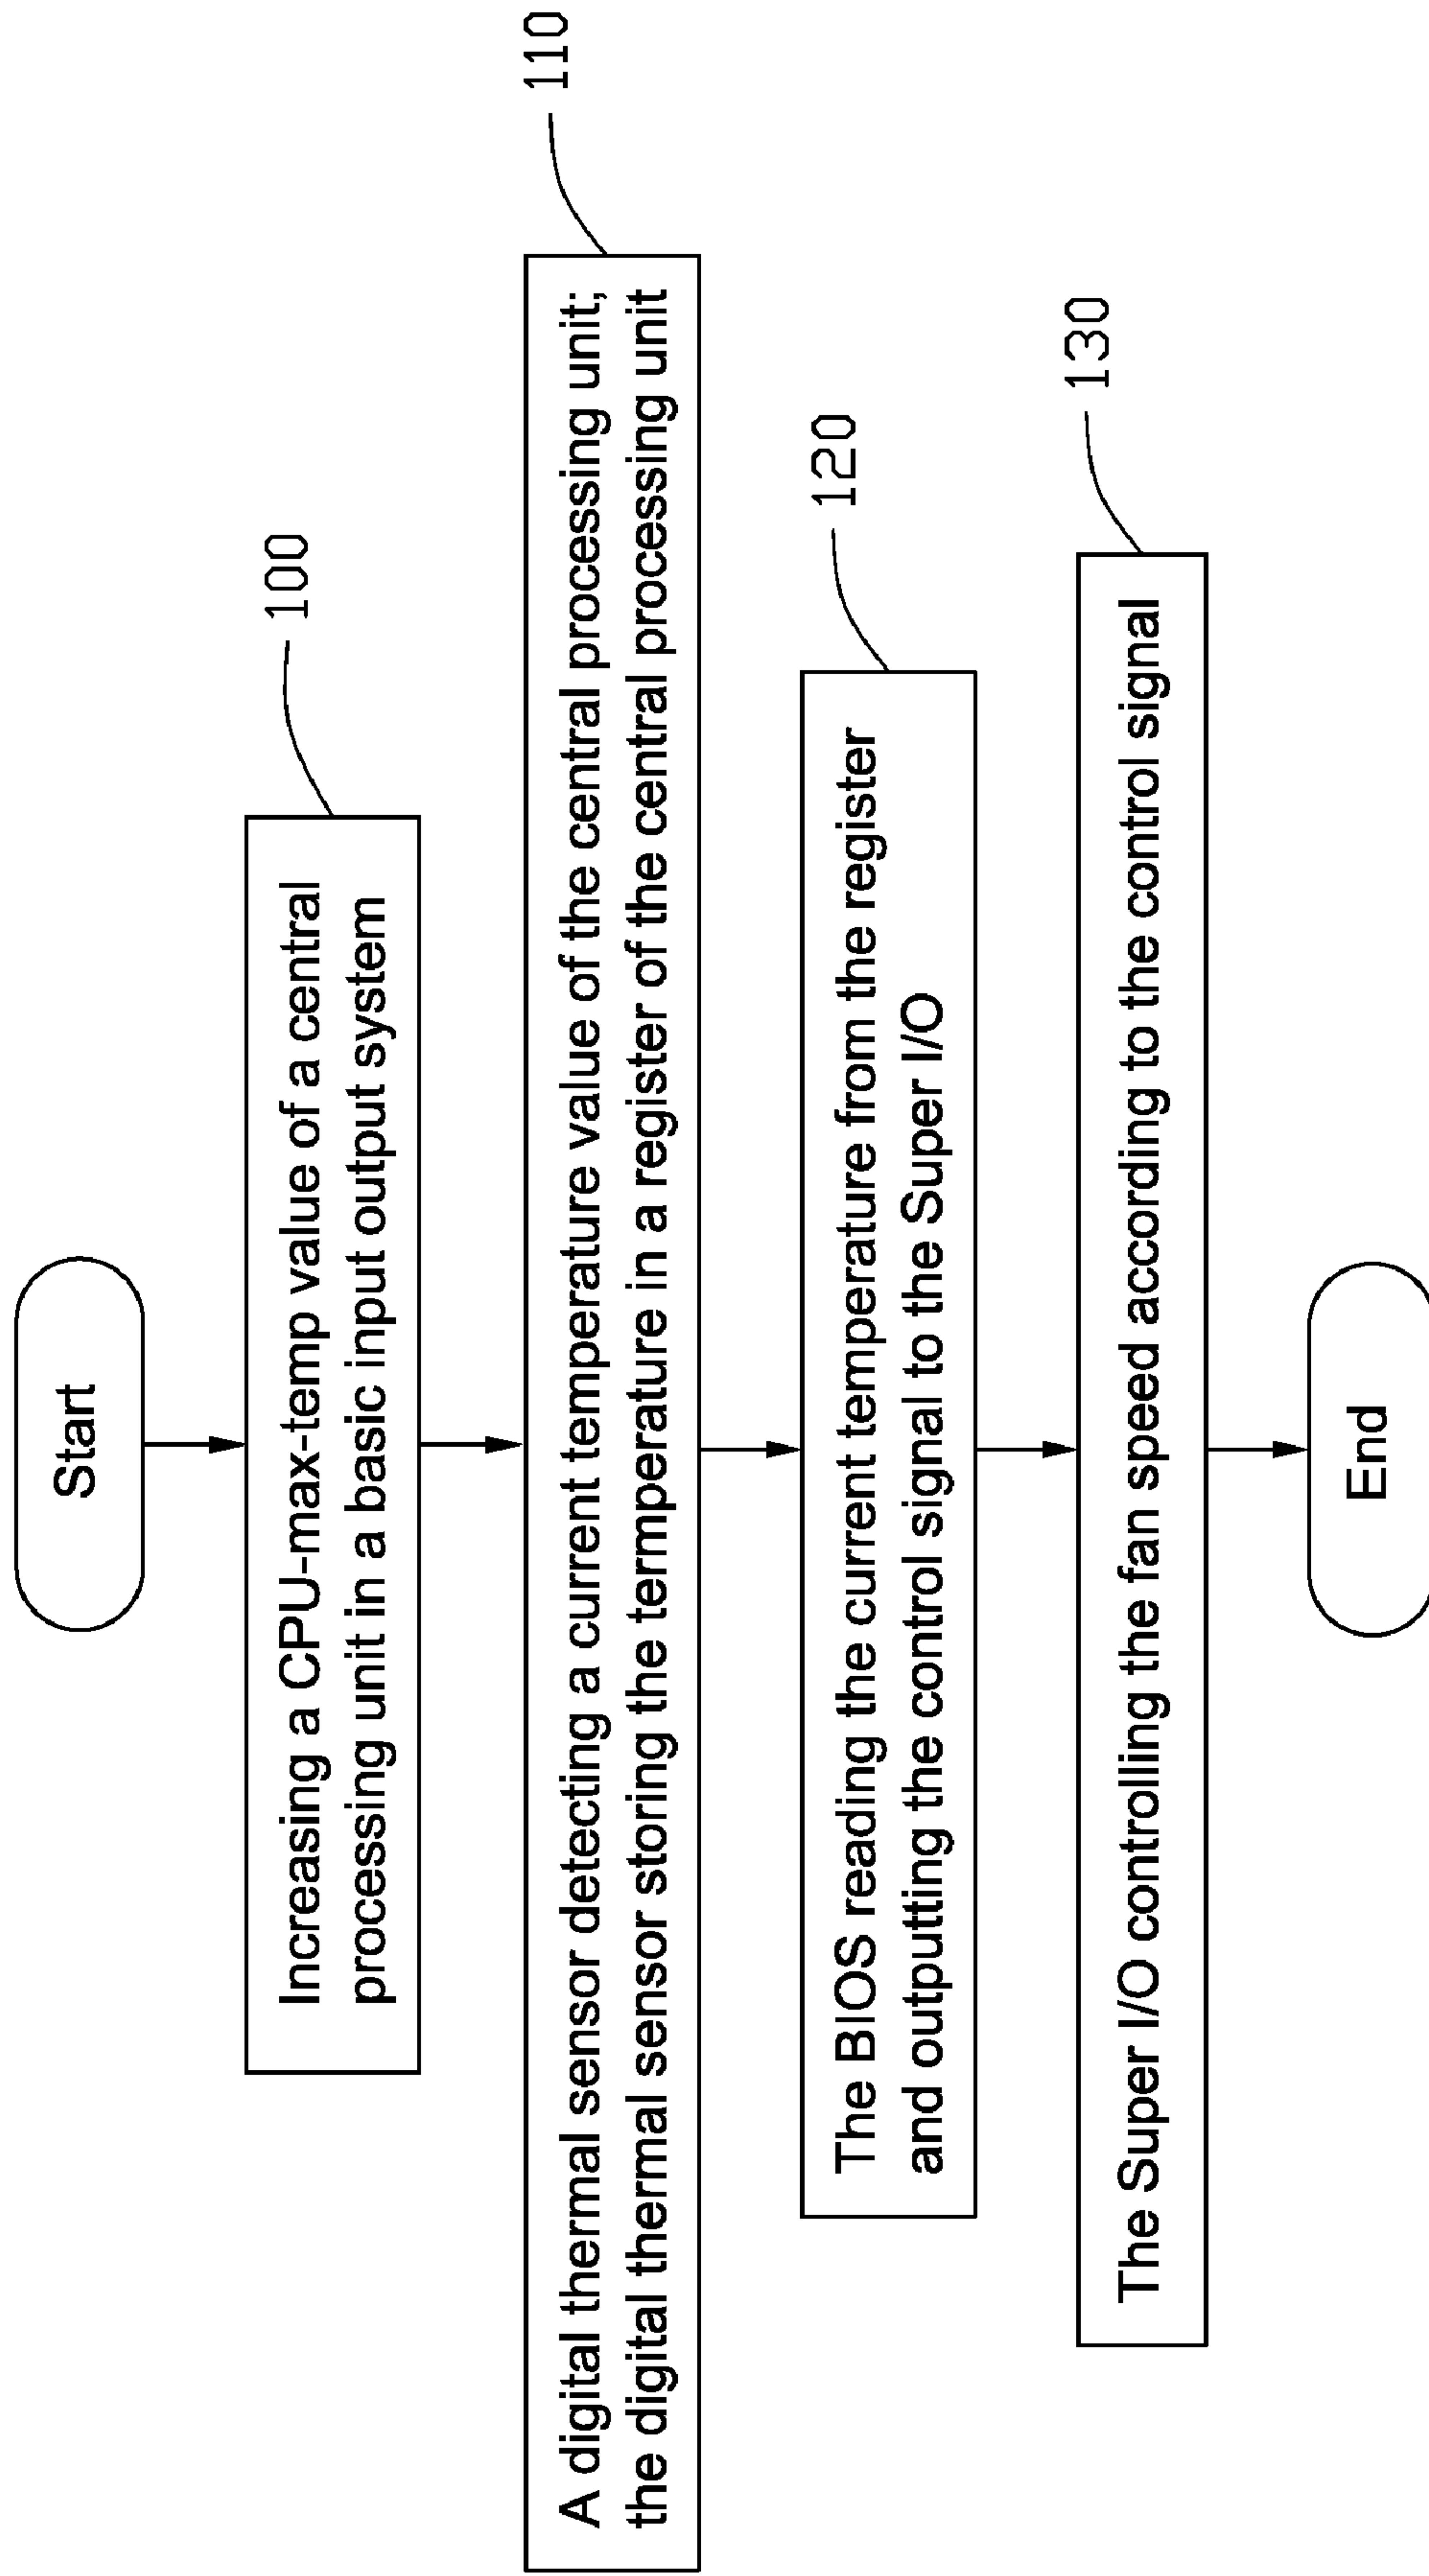 Start
100
Increasing a CPU-max-temp value of a central
processing unit in a basic input output system
110
A digital thermal sensor detecting a current temperature value of the central processing unit;
the digital thermal sensor storing the termperature in a register of the central processing unit
120
The BIOS reading the current temperature from the register
and outputting the control signal to the Super I/O
130
The Super I/O controlling the fan speed according to the control signal
End